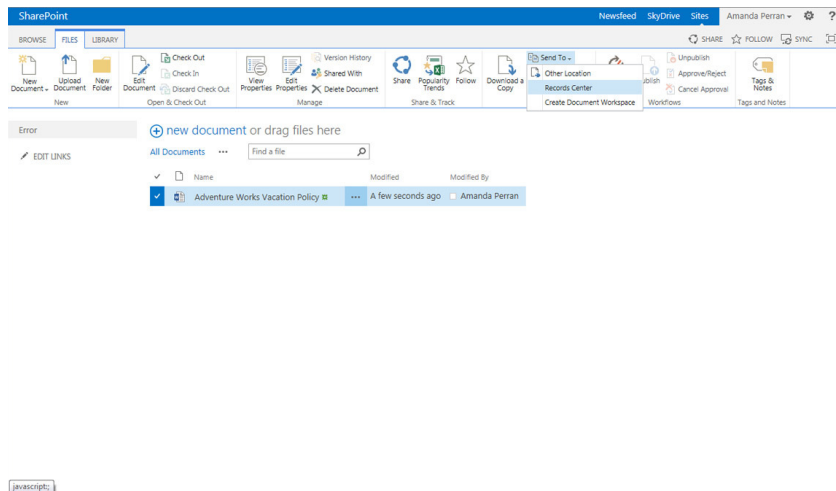 SharePoint Newsfeed SkyDrive Sites Amanda Perran ?
BROWSE FILES LIBRARY SHARE FOLLOW SYNC
New Document
Upload Document
New Folder
New
Edit Document
Check Out
Check In
Discard Check Out
Open & Check Out
View Properties
Edit Properties
Version History
Shared With
Delete Document
Manage
Share
Popularity Trends
Follow
Share & Track
Download a Copy
Send To
Other Location
Records Center
Create Document Workspace
Unpublish
Approve/Reject
Cancel Approval
Workflows
Tags & Notes
Tags and Notes
Error
EDIT LINKS
new document or drag files here
All Documents ... Find a file
Name Modified Modified By
Adventure Works Vacation Policy ... A few seconds ago Amanda Perran
javascript:;